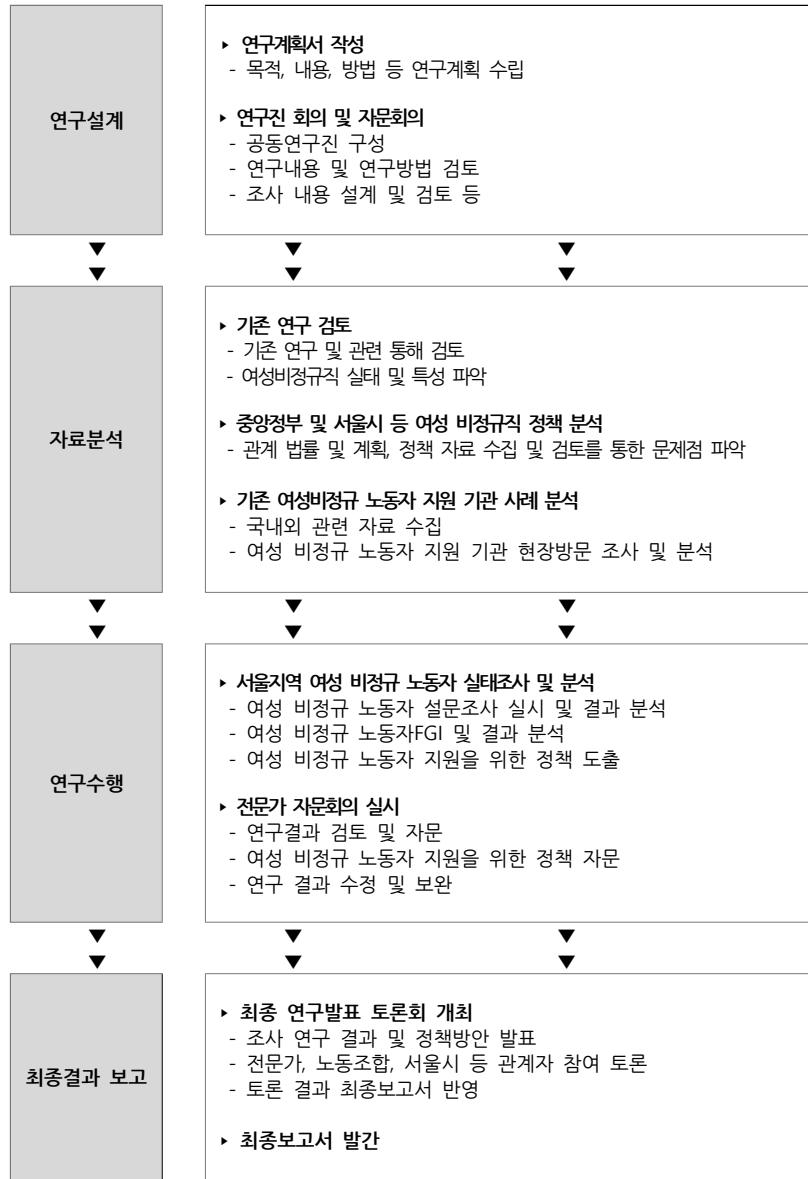 연구설계
▸ 연구계획서 작성
- 목적, 내용, 방법 등 연구계획 수립
▸ 연구진 회의 및 자문회의
- 공동연구진 구성
- 연구내용 및 연구방법 검토
- 조사 내용 설계 및 검토 등
▼ ▼ ▼
▼ ▼ ▼
자료분석
▸ 기존 연구 검토
- 기존 연구 및 관련 통해 검토
- 여성비정규직 실태 및 특성 파악
▸ 중앙정부 및 서울시 등 여성 비정규직 정책 분석
- 관계 법률 및 계획, 정책 자료 수집 및 검토를 통한 문제점 파악
▸ 기존 여성비정규 노동자 지원 기관 사례 분석
- 국내외 관련 자료 수집
- 여성 비정규 노동자 지원 기관 현장방문 조사 및 분석
▼ ▼ ▼
▼ ▼ ▼
연구수행
▸ 서울지역 여성 비정규 노동자 실태조사 및 분석
- 여성 비정규 노동자 설문조사 실시 및 결과 분석
- 여성 비정규 노동자FGI 및 결과 분석
- 여성 비정규 노동자 지원을 위한 정책 도출
▸ 전문가 자문회의 실시
- 연구결과 검토 및 자문
- 여성 비정규 노동자 지원을 위한 정책 자문
- 연구 결과 수정 및 보완
▼ ▼ ▼
▼ ▼ ▼
최종결과 보고
▸ 최종 연구발표 토론회 개최
- 조사 연구 결과 및 정책방안 발표
- 전문가, 노동조합, 서울시 등 관계자 참여 토론
- 토론 결과 최종보고서 반영
▸ 최종보고서 발간